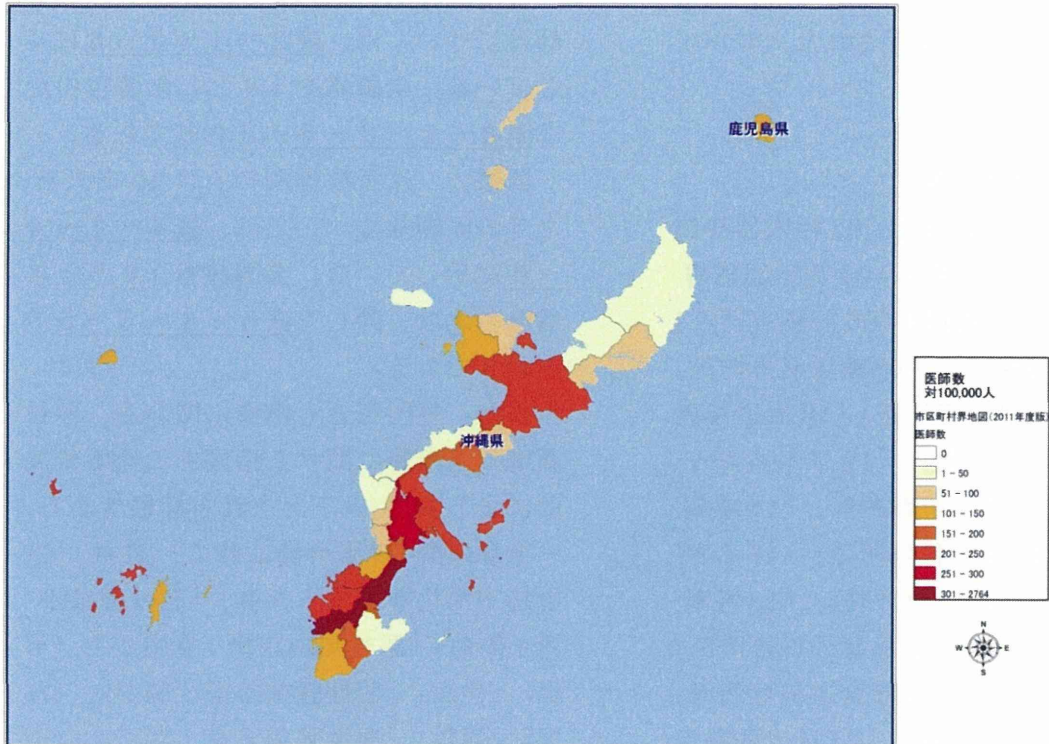 鹿児島県
沖縄県
医師数
対100,000人
市区町村界地図(2011年度版)
医師数
0
1 - 50
51 - 100
101 - 150
151 - 200
201 - 250
251 - 300
301 - 2764
N
W E
S